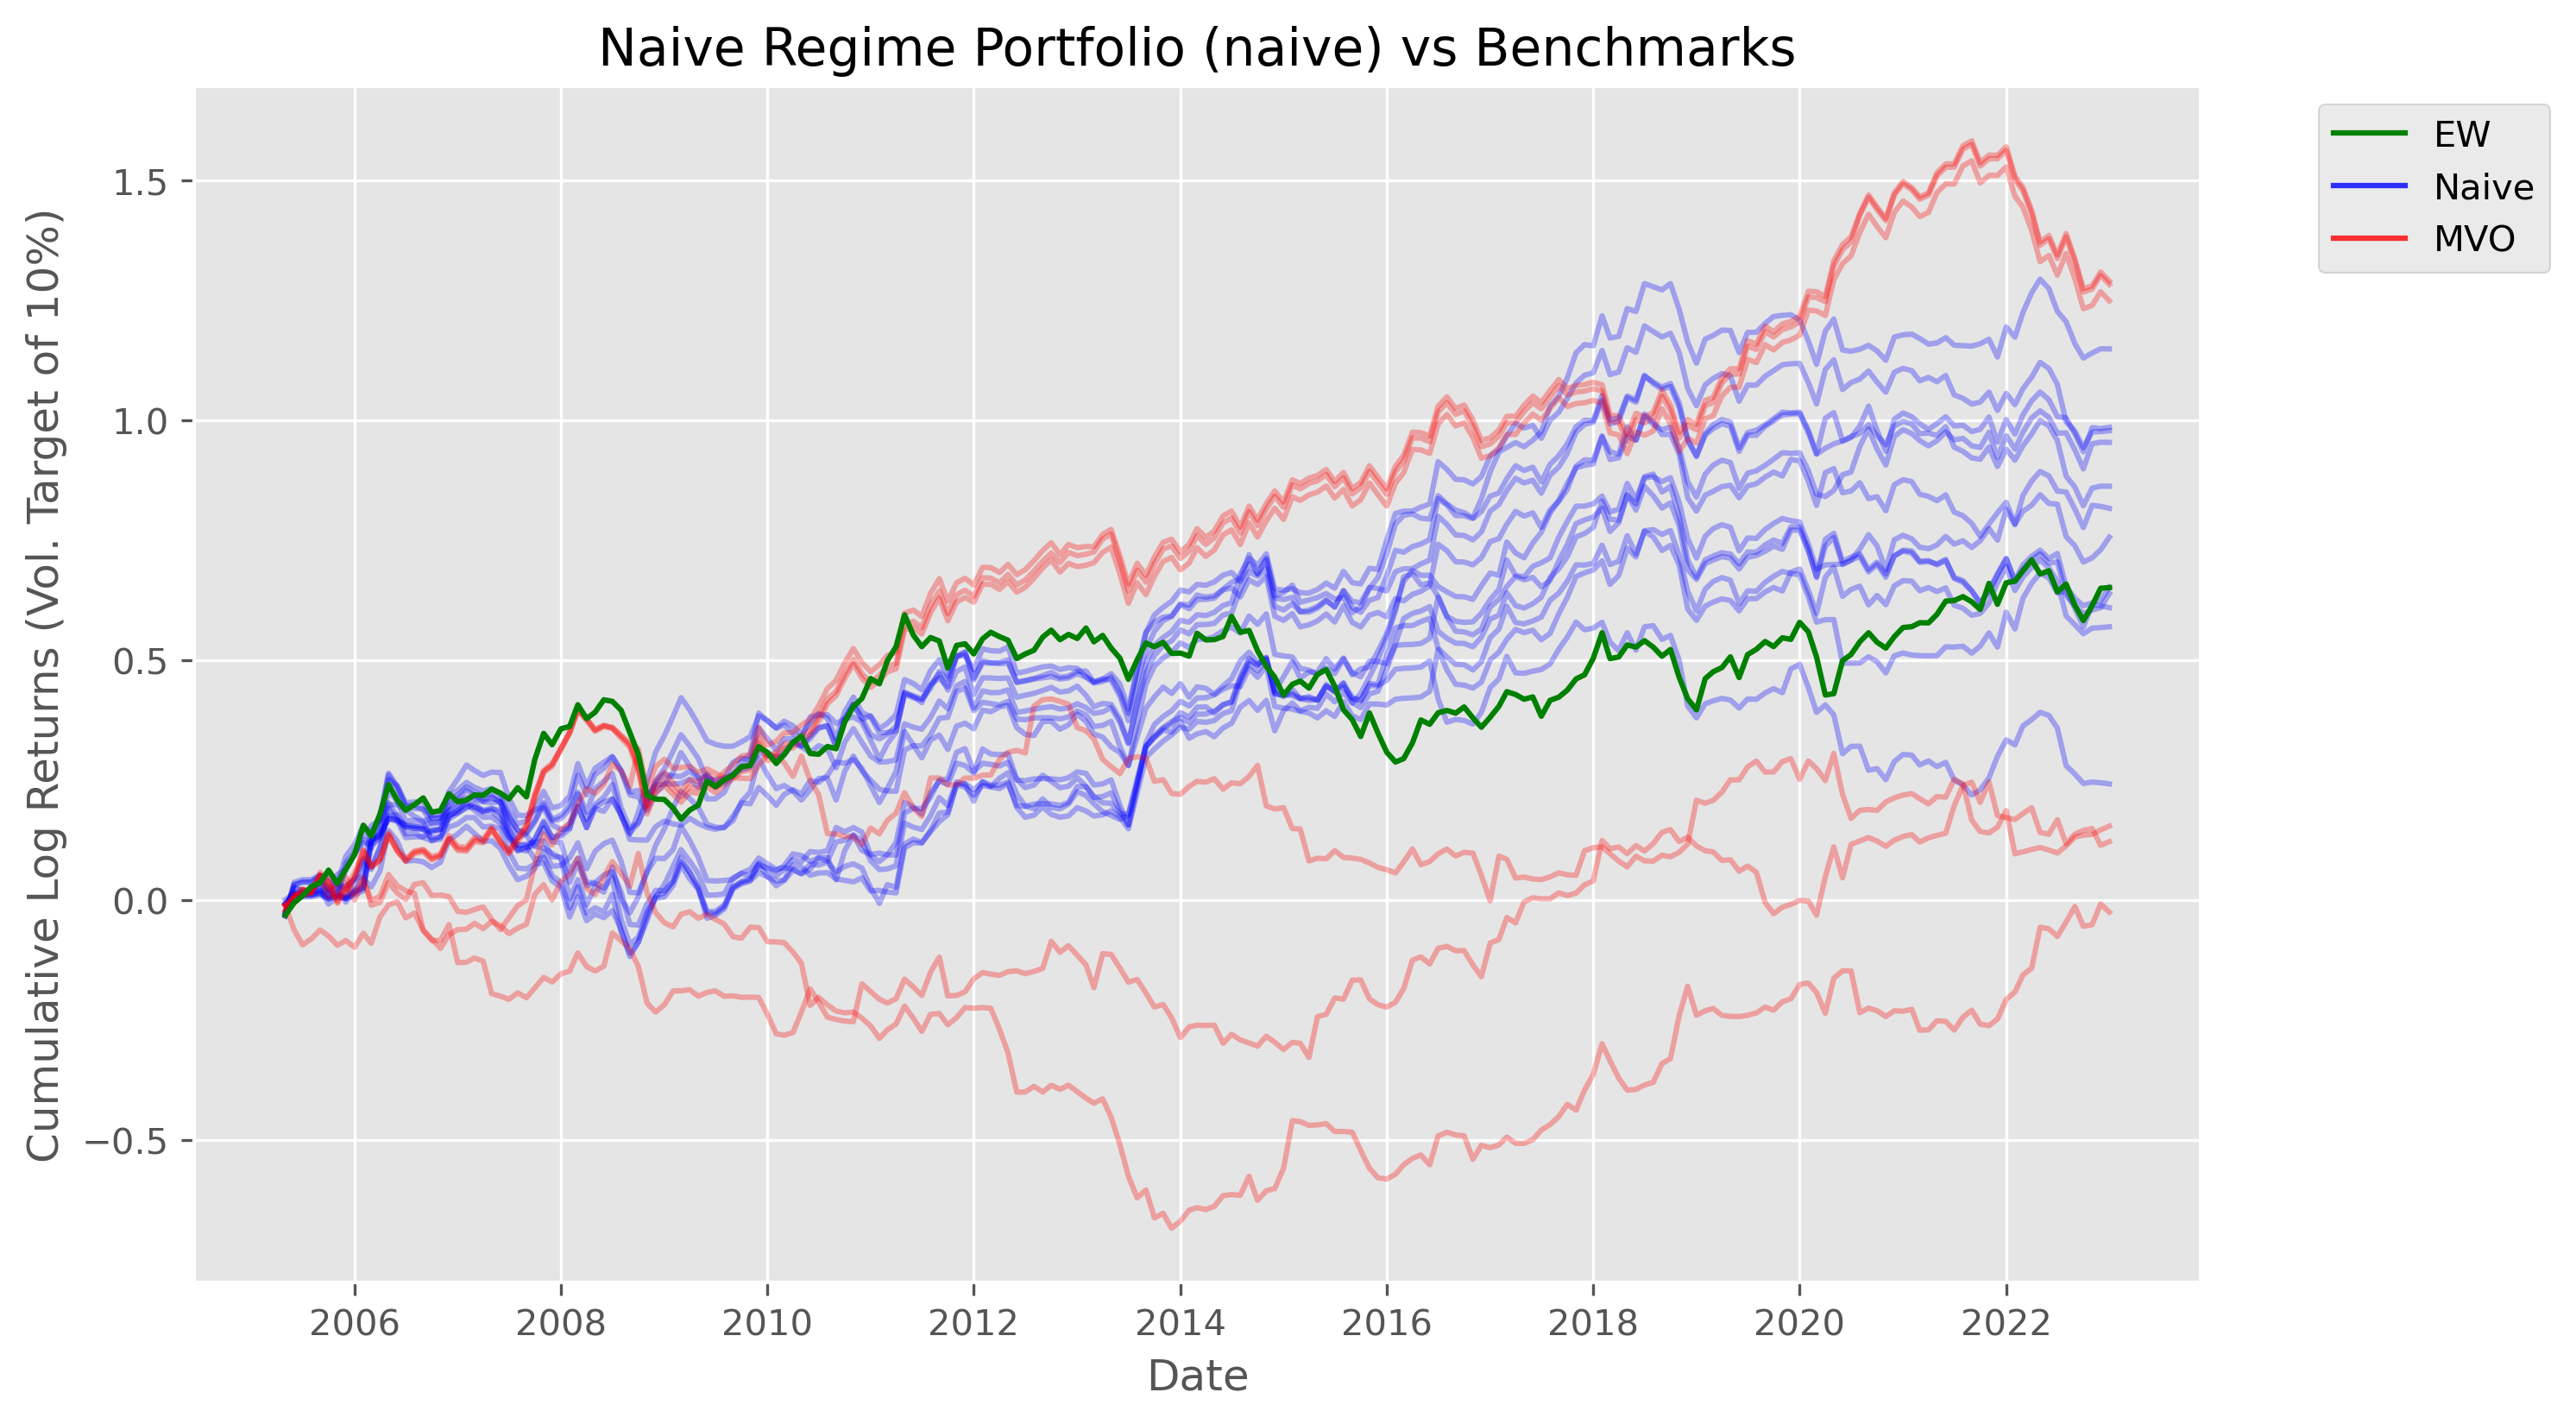 Naive Regime Portfolio (naive) vs Benchmarks
EW
Naive
MVO
Cumulative Log Returns (Vol. Target of 10%)
1.5
1.0
0.5
0.0
−0.5
2006 2008 2010 2012 2014 2016 2018 2020 2022
Date